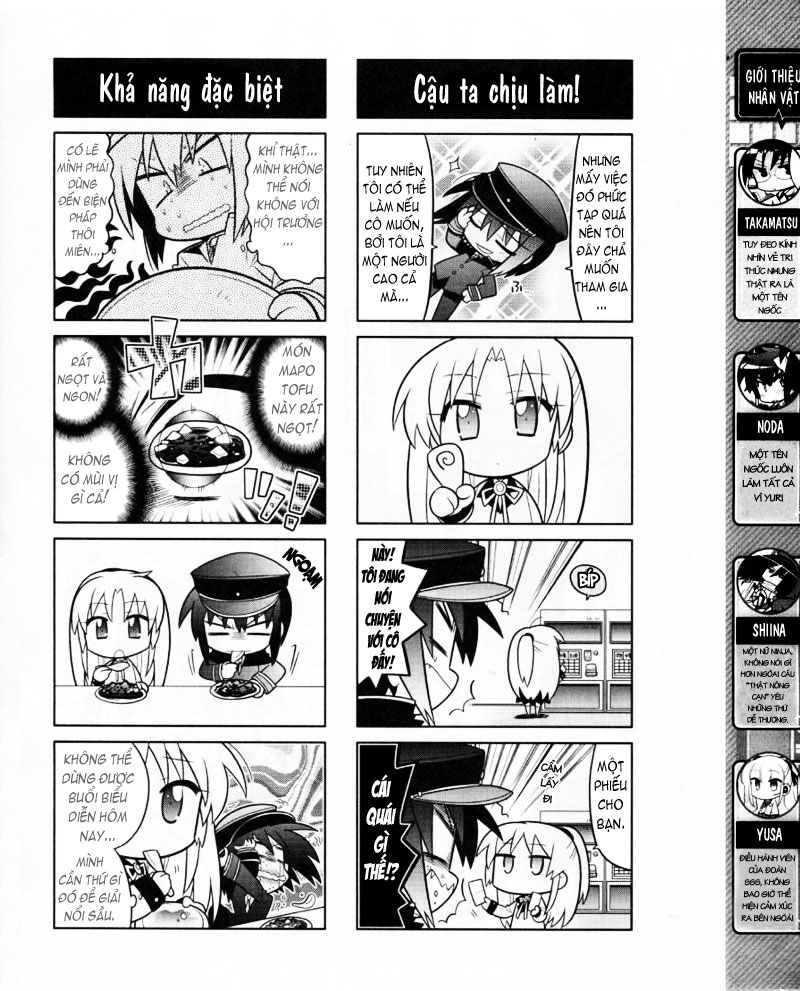 Cậu ta chịu làm!
NHƯNG
MẤY VIỆC
ĐÓ PHỨC
TẠP QUÁ
NÊN TÔI
ĐÂY CHẢ
MUỐN
THAM GIA
...
TUY NHIÊN
TÔI CÓ THỂ
LÀM NẾU
CÔ MUỐN,
BỞI TÔI LÀ
MỘT NGƯỜI
CAO CẢ
MÀ...
ふ
BÍP
NÀY!
TÔI ĐANG
NÓI
CHUYỆN
VỚI CÔ
ĐẤY!
MỘT
PHIẾU
CHO
BẠN.
CẦM
LẤY
ĐI
CÁI
QUÁI
GÌ
THẾ!?
Khả năng đặc biệt
KHỈ THẬT...
MÌNH KHÔNG
THỂ NÓI
KHÔNG VỚI
HỘI TRƯỞNG
...
CÓ LẼ
MÌNH PHẢI
DÙNG
ĐẾN BIỆN
PHÁP
THÔI
MIÊN...
MÓN
MAPO
TOFU
NÀY RẤT
NGỌT!
RẤT
NGỌT VÀ
NGON!
KHÔNG
CÓ MÙI VỊ
GÌ CẢ!
NGOẠM
KHÔNG THỂ
DÙNG ĐƯỢC
BUỔI BIỂU
DIỄN HÔM
NAY...
MÌNH
CẦN THỨ GÌ
ĐÓ ĐỂ GIẢI
NỖI SẦU.
GIỚI THIỆU
NHÂN VẬT
TAKAMATSU
TUY ĐEO KÍNH
NHÌN VẺ TRI
THỨC NHƯNG
THẬT RA LÀ
MỘT TÊN
NGỐC
NODA
MỘT TÊN
NGỐC LUÔN
LÀM TẤT CẢ
VÌ YURI
SHIINA
MỘT NỮ NINJA,
KHÔNG NÓI GÌ
HƠN NGOÀI CÂU
"THẬT NÔNG
CẠN" YÊU
NHỮNG THỨ
DỄ THƯƠNG.
YUSA
ĐIỀU HÀNH VIÊN
CỦA ĐOÀN
SSS, KHÔNG
BAO GIỜ THỂ
HIỆN CẢM XÚC
RA BÊN NGOÀI